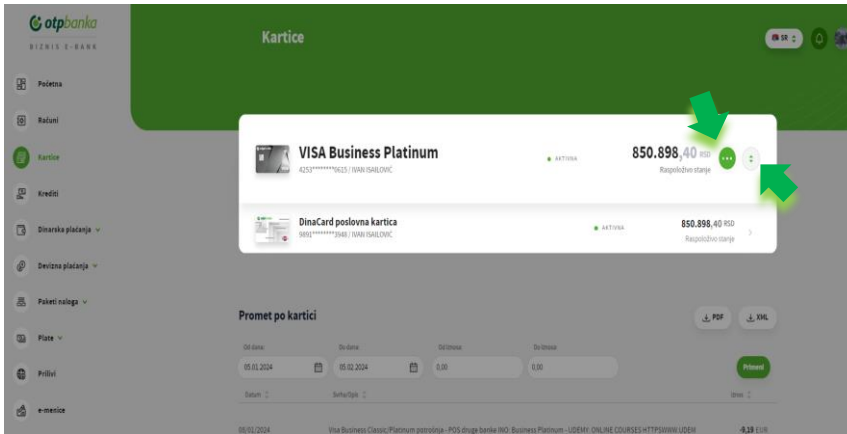 otpbanka
BIZNIS E-BANK
Kartice
SR
Početna
Računi
Kartice
Krediti
Dinarska plaćanja
Devizna plaćanja
Paketi naloga
Plate
Prilivi
e-menice
VISA Business Platinum
4253********0615 / IVAN ISAILOVIĆ
AKTIVNA
850.898,40 RSD
Raspoloživo stanje
DinaCard poslovna kartica
9891********3948 / IVAN ISAILOVIĆ
AKTIVNA
850.898,40 RSD
Raspoloživo stanje
Promet po kartici
PDF
XML
Od dana:
Do dana:
Od iznosa:
Do iznosa:
05.01.2024
05.02.2024
0,00
0,00
Primeni
Datum
Svrha/Opis
Iznos
08/01/2024
Visa Business Classic/Platinum potrošnja - POS druge banke INO: Business Platinum - UDEMY: ONLINE COURSES HTTPSWWW.UDEM
-9,19 EUR